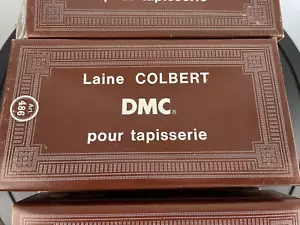 pour tapisserie
Laine COLBERT
DMC®
Art.
486
pour tapisserie